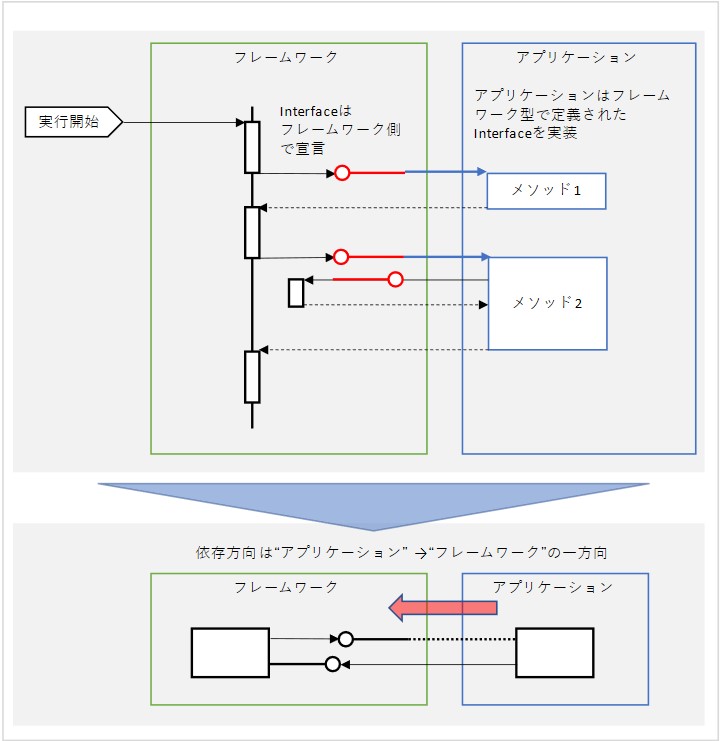 フレームワーク
アプリケーション
実行開始
Interfaceは
フレームワーク側
で宣言
アプリケーションはフレーム
ワーク型で定義された
Interfaceを実装
メソッド1
メソッド2
依存方向は“アプリケーション” →“フレームワーク”の一方向
フレームワーク
アプリケーション